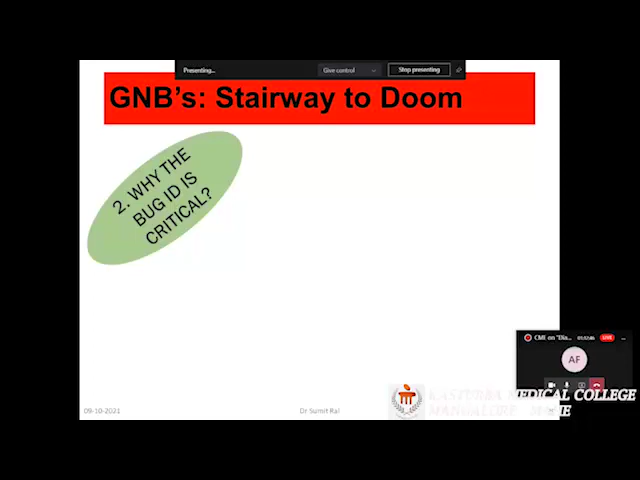 Presenting...
Give control
Stop presenting
GNB's: Stairway to Doom
2. WHY THE
BUG ID IS
CRITICAL?
CME on "Dia...
LIVE
...
AF
09-10-2021
Dr Sumit Rai
KASTURBA MEDICAL COLLEGE
MANGALORE